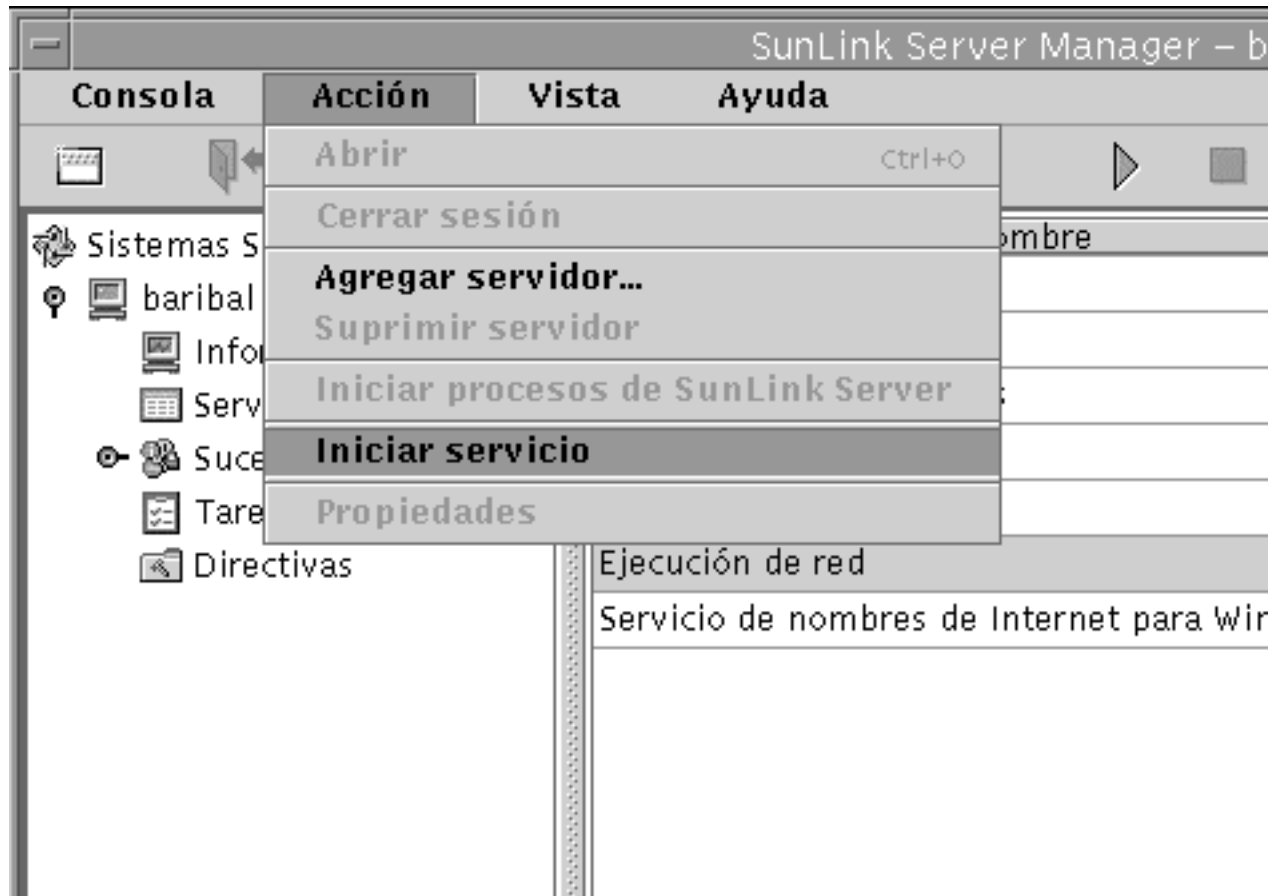 SunLink Server Manager – b
Consola Acción Vista Ayuda
Abrir Ctrl+O
Cerrar sesión
Agregar servidor...
Suprimir servidor
Iniciar procesos de SunLink Server
Iniciar servicio
Propiedades
Sistemas S
baribal
Infor
Serv
Suce
Tare
Directivas
ombre
Ejecución de red
Servicio de nombres de Internet para Win